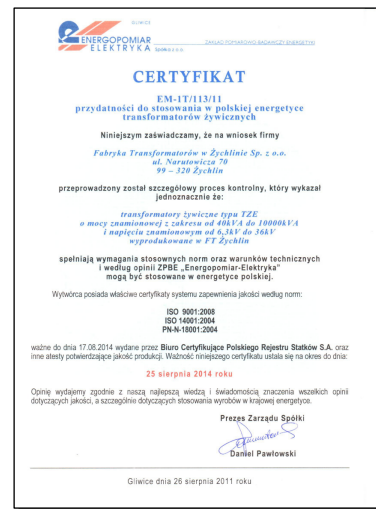 GLIWICE
ENERGOPOMIAR
ELEKTRYKA Spółka z o.o.
ZAKŁAD POMIAROWO-BADAWCZY ENERGETYKI
CERTYFIKAT
EM-1T/113/11
przydatności do stosowania w polskiej energetyce
transformatorów żywicznych
Niniejszym zaświadczamy, że na wniosek firmy
Fabryka Transformatorów w Żychlinie Sp. z o.o.
ul. Narutowicza 70
99 – 320 Żychlin
przeprowadzony został szczegółowy proces kontrolny, który wykazał
jednoznacznie że:
transformatory żywiczne typu TZE
o mocy znamionowej z zakresu od 40kVA do 10000kVA
i napięciu znamionowym od 6,3kV do 36kV
wyprodukowane w FT Żychlin
spełniają wymagania stosownych norm oraz warunków technicznych
i według opinii ZPBE „Energopomiar-Elektryka”
mogą być stosowane w energetyce polskiej.
Wytwórca posiada właściwe certyfikaty systemu zapewnienia jakości według norm:
ISO 9001:2008
ISO 14001:2004
PN-N-18001:2004
ważne do dnia 17.08.2014 wydane przez Biuro Certyfikujące Polskiego Rejestru Statków S.A. oraz
inne atesty potwierdzające jakość produkcji. Ważność niniejszego certyfikatu ustala się na okres do dnia:
25 sierpnia 2014 roku
Opinię wydajemy zgodnie z naszą najlepszą wiedzą i świadomością znaczenia wszelkich opinii
dotyczących jakości, a szczególnie dotyczących stosowania wyrobów w krajowej energetyce.
Prezes Zarządu Spółki
Daniel Pawłowski
Gliwice dnia 26 sierpnia 2011 roku